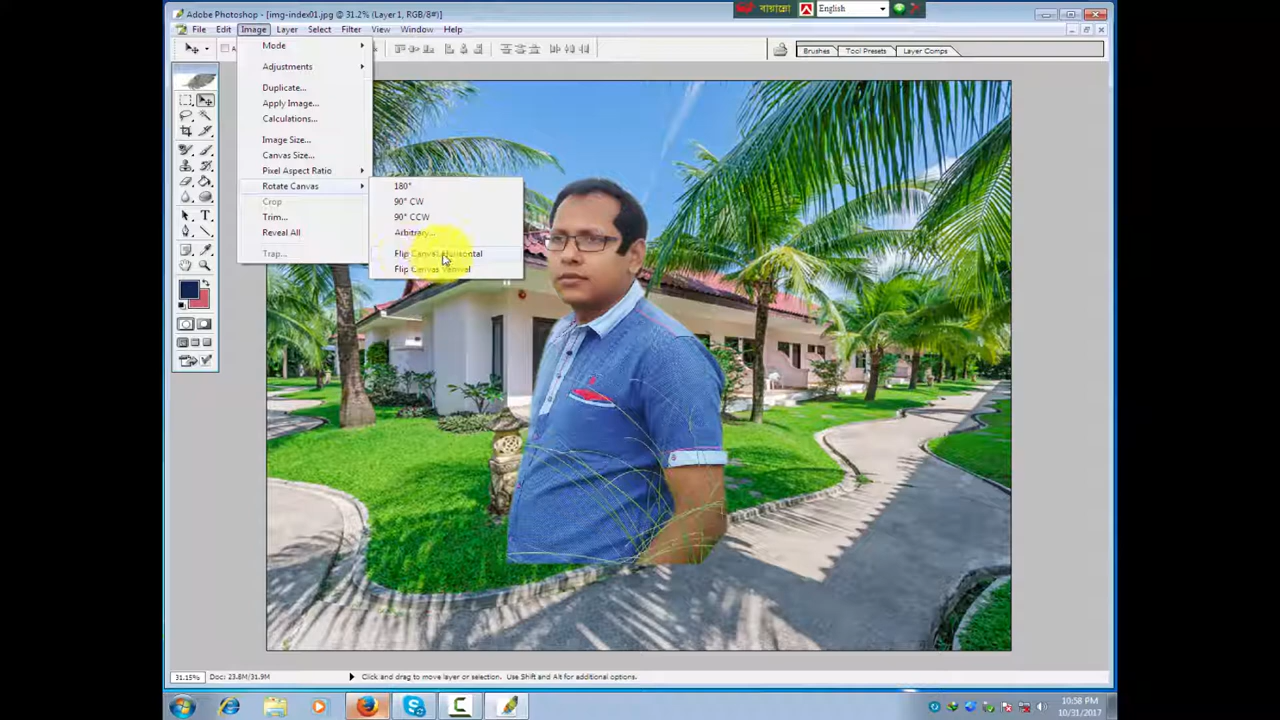 বায়ান্নো English
Adobe Photoshop - [img-index01.jpg @ 31.2% (Layer 1, RGB/8#)]
File Edit Image Layer Select Filter View Window Help
Brushes Tool Presets Layer Comps
Mode
Adjustments
Duplicate...
Apply Image...
Calculations...
Image Size...
Canvas Size...
Pixel Aspect Ratio
Rotate Canvas
Crop
Trim...
Reveal All
Trap...
180°
90° CW
90° CCW
Arbitrary...
Flip Canvas Horizontal
Flip Canvas Vertical
31.15% Doc: 23.8M/31.9M Click and drag to move layer or selection. Use Shift and Alt for additional options.
10:58 PM
10/31/2017